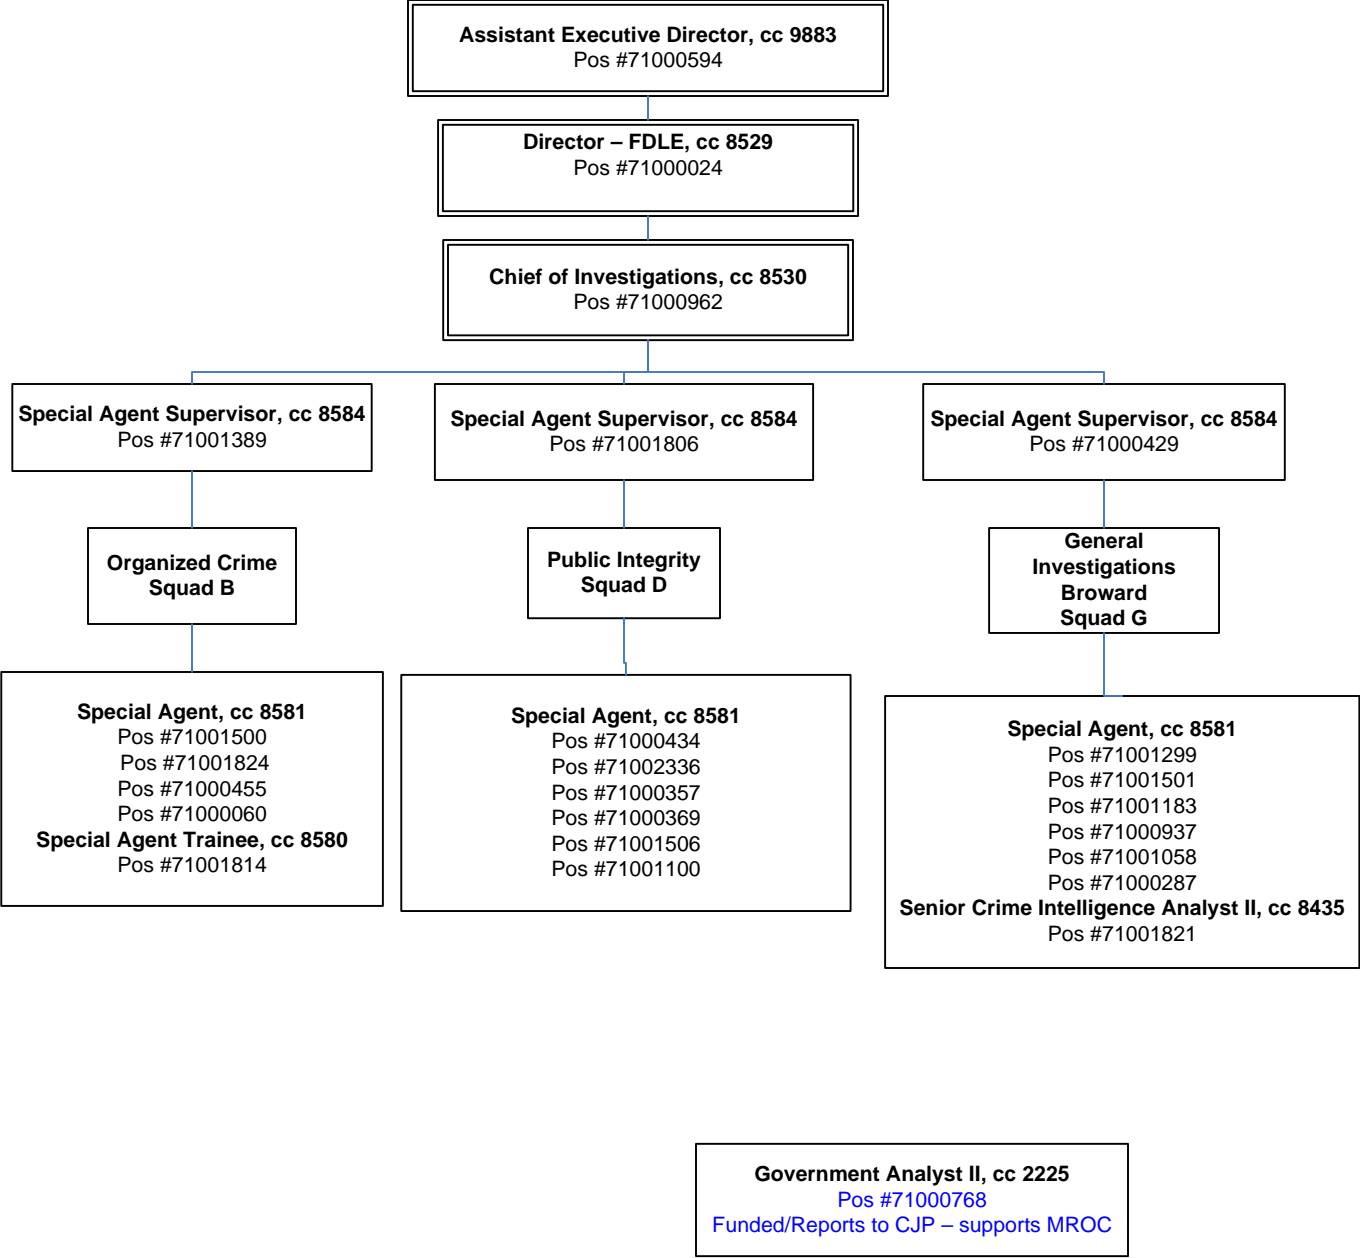 Assistant Executive Director, cc 9883
Pos #71000594
Director – FDLE, cc 8529
Pos #71000024
Chief of Investigations, cc 8530
Pos #71000962
Special Agent Supervisor, cc 8584
Pos #71001389
Organized Crime
Squad B
Special Agent, cc 8581
Pos #71001500
Pos #71001824
Pos #71000455
Pos #71000060
Special Agent Trainee, cc 8580
Pos #71001814
Special Agent Supervisor, cc 8584
Pos #71001806
Public Integrity
Squad D
Special Agent, cc 8581
Pos #71000434
Pos #71002336
Pos #71000357
Pos #71000369
Pos #71001506
Pos #71001100
Special Agent Supervisor, cc 8584
Pos #71000429
General
Investigations
Broward
Squad G
Special Agent, cc 8581
Pos #71001299
Pos #71001501
Pos #71001183
Pos #71000937
Pos #71001058
Pos #71000287
Senior Crime Intelligence Analyst II, cc 8435
Pos #71001821
Government Analyst II, cc 2225
Pos #71000768
Funded/Reports to CJP – supports MROC